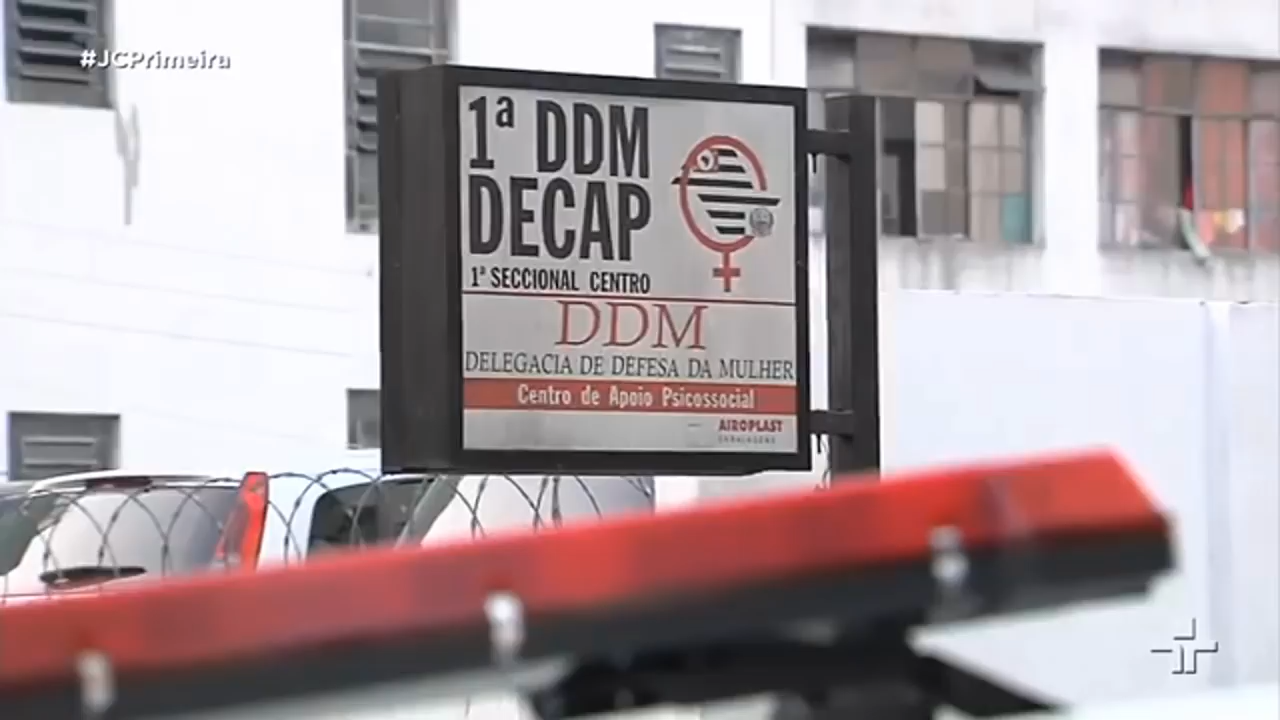 #JCPrimeira
1ª DDM
DECAP
1ª SECCIONAL CENTRO
DDM
DELEGACIA DE DEFESA DA MULHER
Centro de Apoio Psicossocial
AIROPLAST